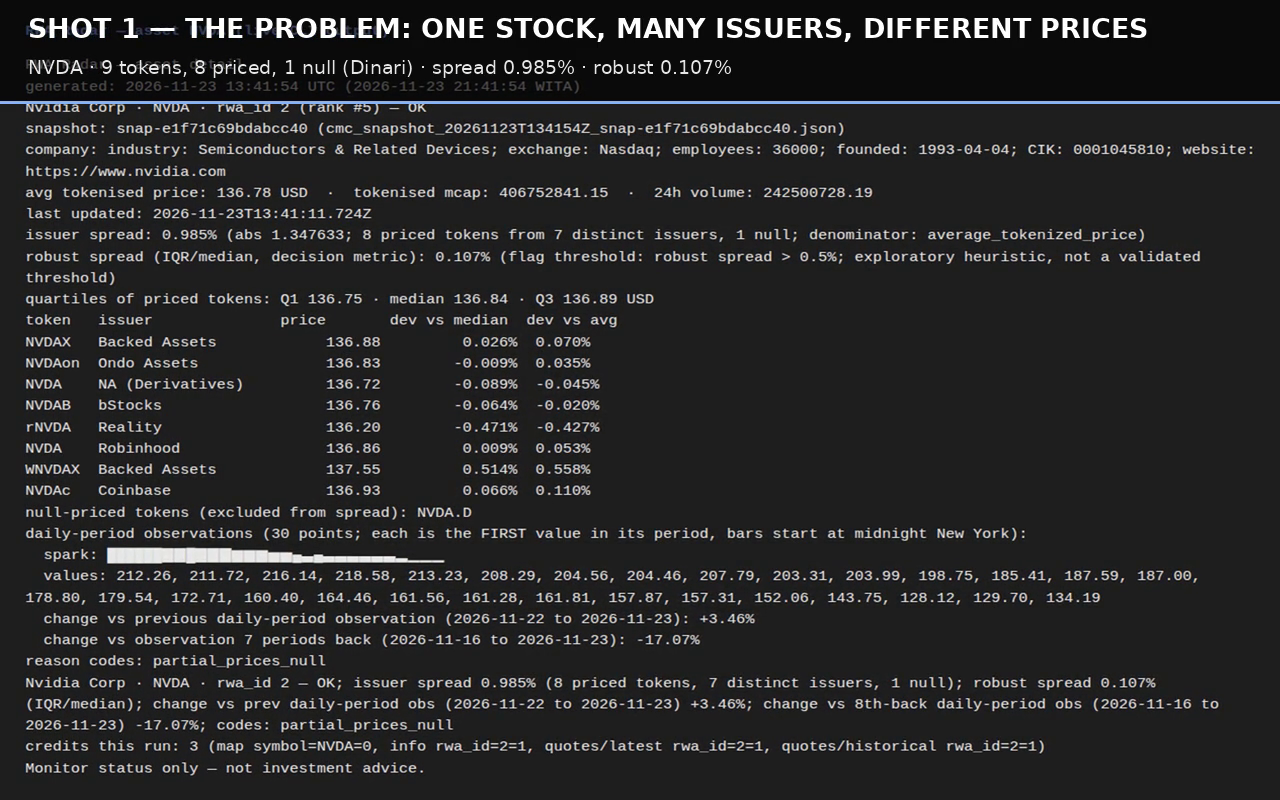 SHOT 1 — THE PROBLEM: ONE STOCK, MANY ISSUERS, DIFFERENT PRICES
NVDA · 9 tokens, 8 priced, 1 null (Dinari) · spread 0.985% · robust 0.107%
generated: 2026-11-23 13:41:54 UTC (2026-11-23 21:41:54 WITA)
Nvidia Corp · NVDA · rwa_id 2 (rank #5) — OK
snapshot: snap-e1f71c69bdabcc40 (cmc_snapshot_20261123T134154Z_snap-e1f71c69bdabcc40.json)
company: industry: Semiconductors & Related Devices; exchange: Nasdaq; employees: 36000; founded: 1993-04-04; CIK: 0001045810; website:
https://www.nvidia.com
avg tokenised price: 136.78 USD · tokenised mcap: 406752841.15 · 24h volume: 242500728.19
last updated: 2026-11-23T13:41:11.724Z
issuer spread: 0.985% (abs 1.347633; 8 priced tokens from 7 distinct issuers, 1 null; denominator: average_tokenized_price)
robust spread (IQR/median, decision metric): 0.107% (flag threshold: robust spread > 0.5%; exploratory heuristic, not a validated
threshold)
quartiles of priced tokens: Q1 136.75 · median 136.84 · Q3 136.89 USD
token issuer price dev vs median dev vs avg
NVDAX Backed Assets 136.88 0.026% 0.070%
NVDAon Ondo Assets 136.83 -0.009% 0.035%
NVDA NA (Derivatives) 136.72 -0.089% -0.045%
NVDAB bStocks 136.76 -0.064% -0.020%
rNVDA Reality 136.20 -0.471% -0.427%
NVDA Robinhood 136.86 0.009% 0.053%
WNVDAX Backed Assets 137.55 0.514% 0.558%
NVDAc Coinbase 136.93 0.066% 0.110%
null-priced tokens (excluded from spread): NVDA.D
daily-period observations (30 points; each is the FIRST value in its period, bars start at midnight New York):
spark:
values: 212.26, 211.72, 216.14, 218.58, 213.23, 208.29, 204.56, 204.46, 207.79, 203.31, 203.99, 198.75, 185.41, 187.59, 187.00,
178.80, 179.54, 172.71, 160.40, 164.46, 161.56, 161.28, 161.81, 157.87, 157.31, 152.06, 143.75, 128.12, 129.70, 134.19
change vs previous daily-period observation (2026-11-22 to 2026-11-23): +3.46%
change vs observation 7 periods back (2026-11-16 to 2026-11-23): -17.07%
reason codes: partial_prices_null
Nvidia Corp · NVDA · rwa_id 2 — OK; issuer spread 0.985% (8 priced tokens, 7 distinct issuers, 1 null); robust spread 0.107%
(IQR/median); change vs prev daily-period obs (2026-11-22 to 2026-11-23) +3.46%; change vs 8th-back daily-period obs (2026-11-16 to
2026-11-23) -17.07%; codes: partial_prices_null
credits this run: 3 (map symbol=NVDA=0, info rwa_id=2=1, quotes/latest rwa_id=2=1, quotes/historical rwa_id=2=1)
Monitor status only — not investment advice.